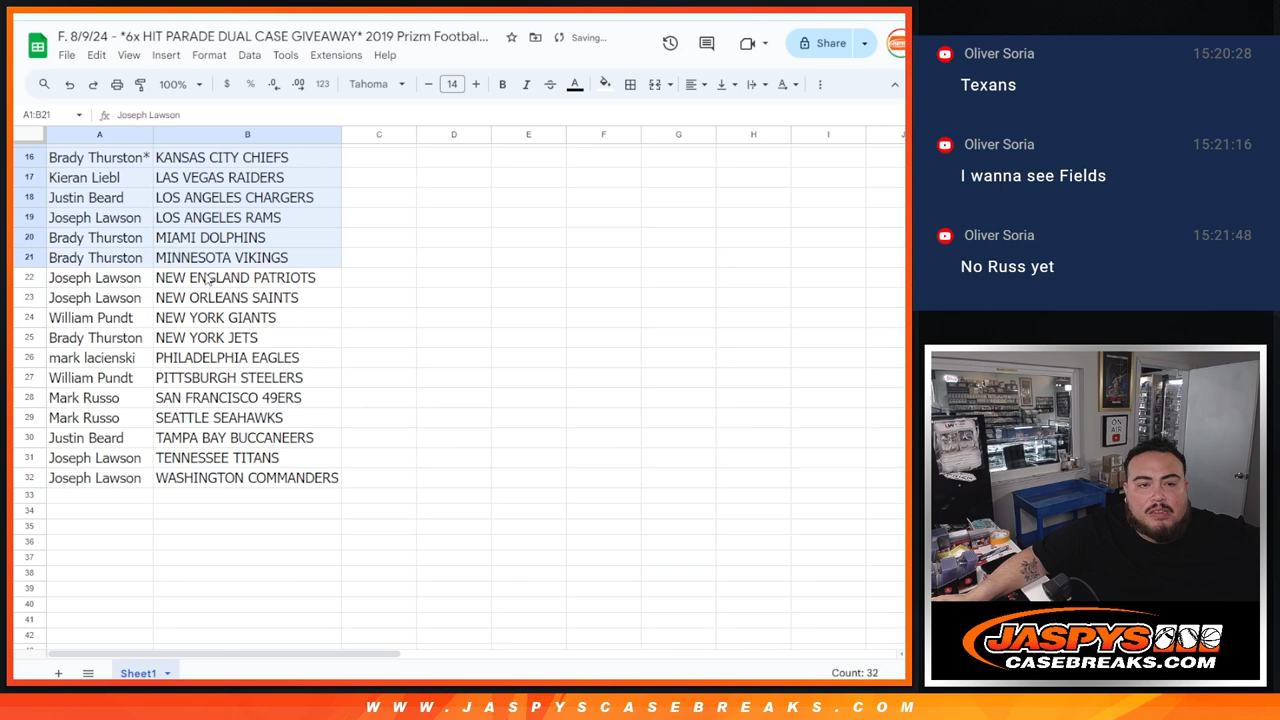 F. 8/9/24 - *6x HIT PARADE DUAL CASE GIVEAWAY* 2019 Prizm Footbal...
Saving...
File Edit View Insert Format Data Tools Extensions Help
Share
100% $ % .0 .00 123 Tahoma 14 B I A
A1:B21 fx Joseph Lawson
A B C D E F G H I
16 Brady Thurston* KANSAS CITY CHIEFS
17 Kieran Liebl LAS VEGAS RAIDERS
18 Justin Beard LOS ANGELES CHARGERS
19 Joseph Lawson LOS ANGELES RAMS
20 Brady Thurston MIAMI DOLPHINS
21 Brady Thurston MINNESOTA VIKINGS
22 Joseph Lawson NEW ENGLAND PATRIOTS
23 Joseph Lawson NEW ORLEANS SAINTS
24 William Pundt NEW YORK GIANTS
25 Brady Thurston NEW YORK JETS
26 mark lacienski PHILADELPHIA EAGLES
27 William Pundt PITTSBURGH STEELERS
28 Mark Russo SAN FRANCISCO 49ERS
29 Mark Russo SEATTLE SEAHAWKS
30 Justin Beard TAMPA BAY BUCCANEERS
31 Joseph Lawson TENNESSEE TITANS
32 Joseph Lawson WASHINGTON COMMANDERS
33
34
35
36
37
38
39
40
41
42
Sheet1
Count: 32
Oliver Soria 15:20:28
Texans
Oliver Soria 15:21:16
I wanna see Fields
Oliver Soria 15:21:48
No Russ yet
ON AIR
JASPYS
CASEBREAKS.COM
WWW.JASPYSCASEBREAKS.COM